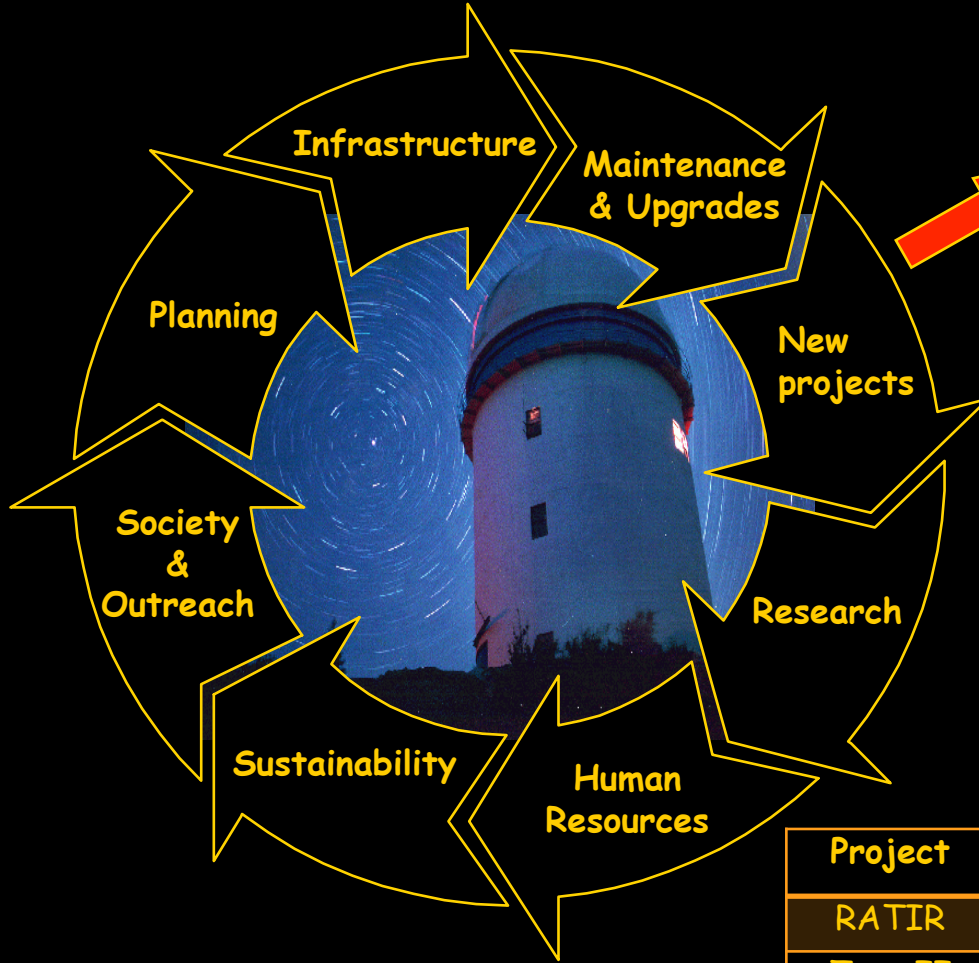 Infrastructure
Maintenance
& Upgrades
Planning
New
projects
Society
&
Outreach
Research
Sustainability
Human
Resources
Project
RATIR